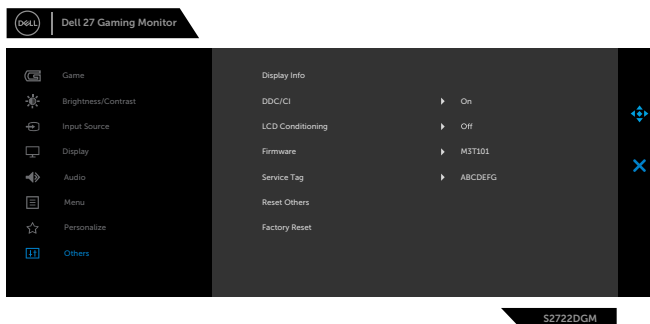 DELL
Dell 27 Gaming Monitor
Game
Display Info
Brightness/Contrast
DDC/CI On
Input Source
LCD Conditioning Off
Display
Firmware M3T101
Audio
Service Tag ABCDEFG
Menu
Reset Others
Personalize
Factory Reset
Others
S2722DGM